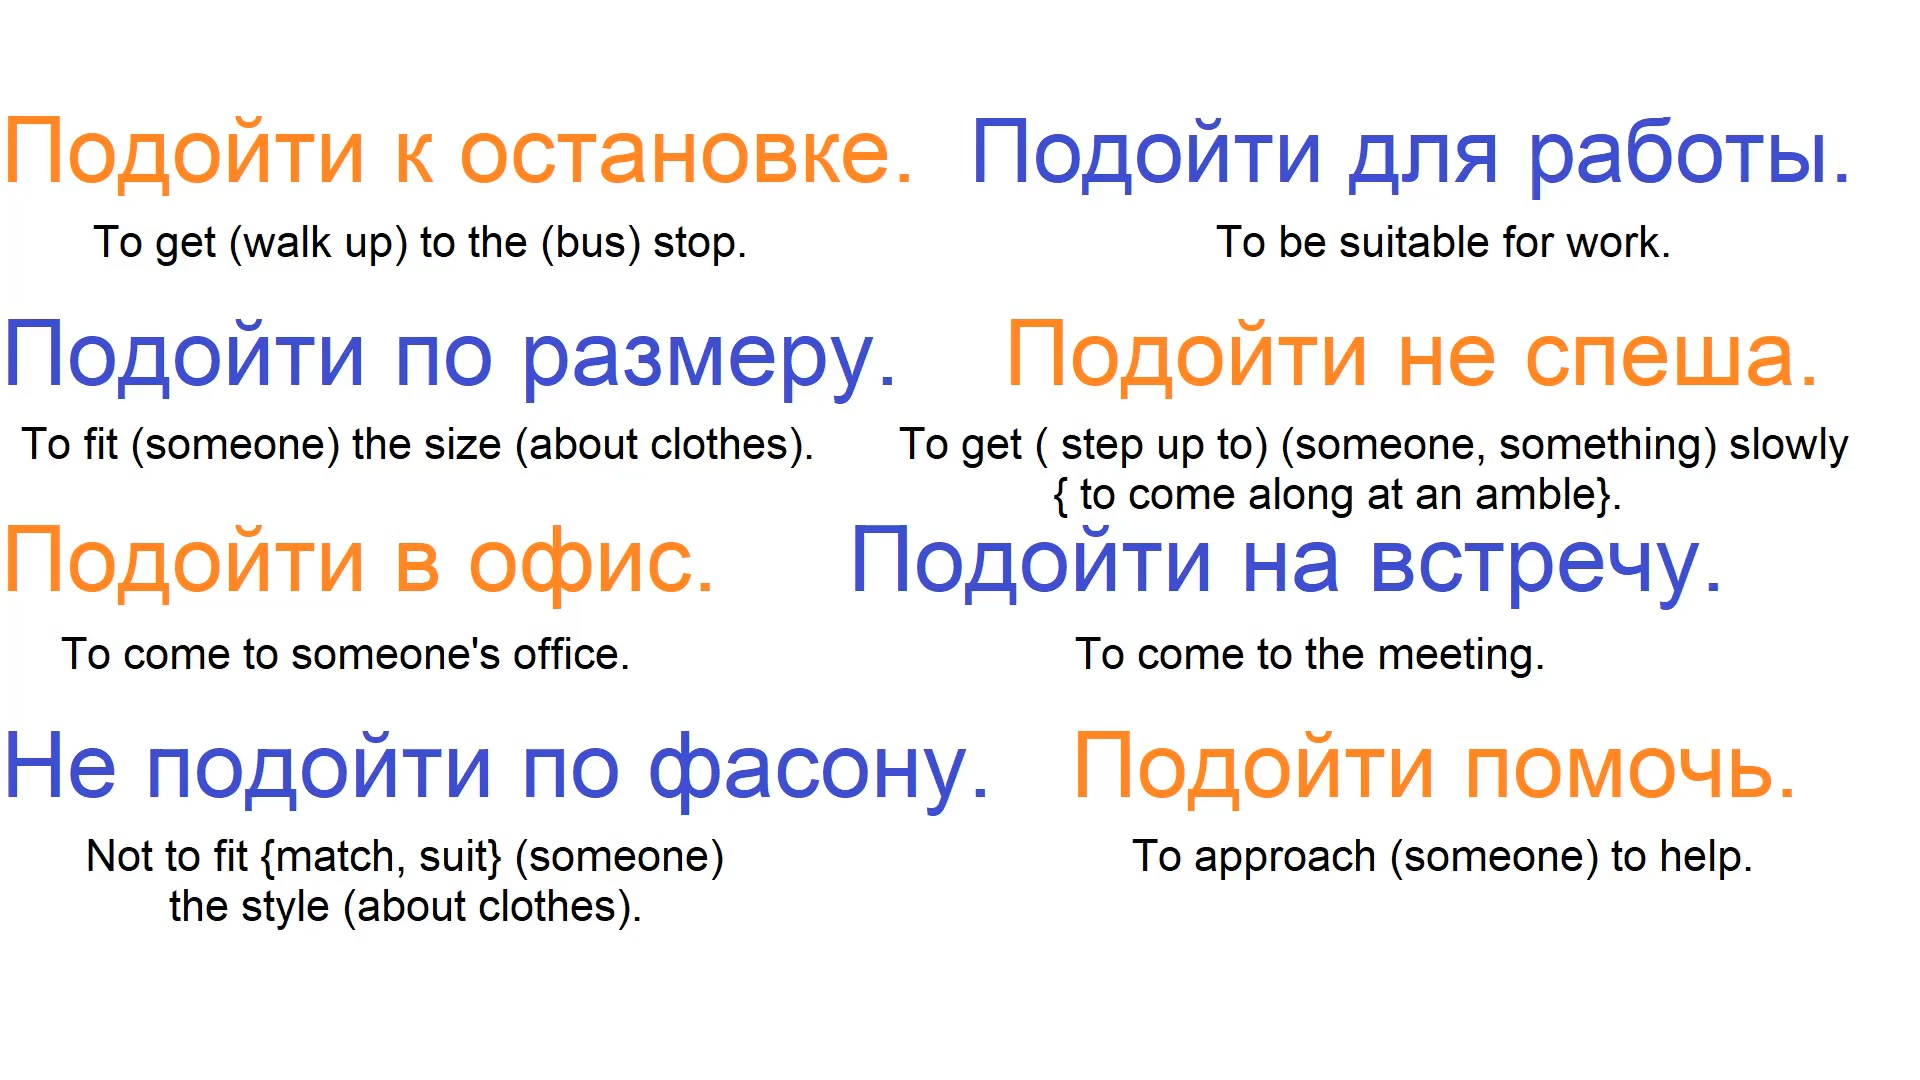 Подойти к остановке. Подойти для работы.
To get (walk up) to the (bus) stop. To be suitable for work.
Подойти по размеру. Подойти не спеша.
To fit (someone) the size (about clothes). To get ( step up to) (someone, something) slowly
{ to come along at an amble}.
Подойти в офис. Подойти на встречу.
To come to someone's office. To come to the meeting.
Не подойти по фасону. Подойти помочь.
Not to fit {match, suit} (someone) To approach (someone) to help.
the style (about clothes).